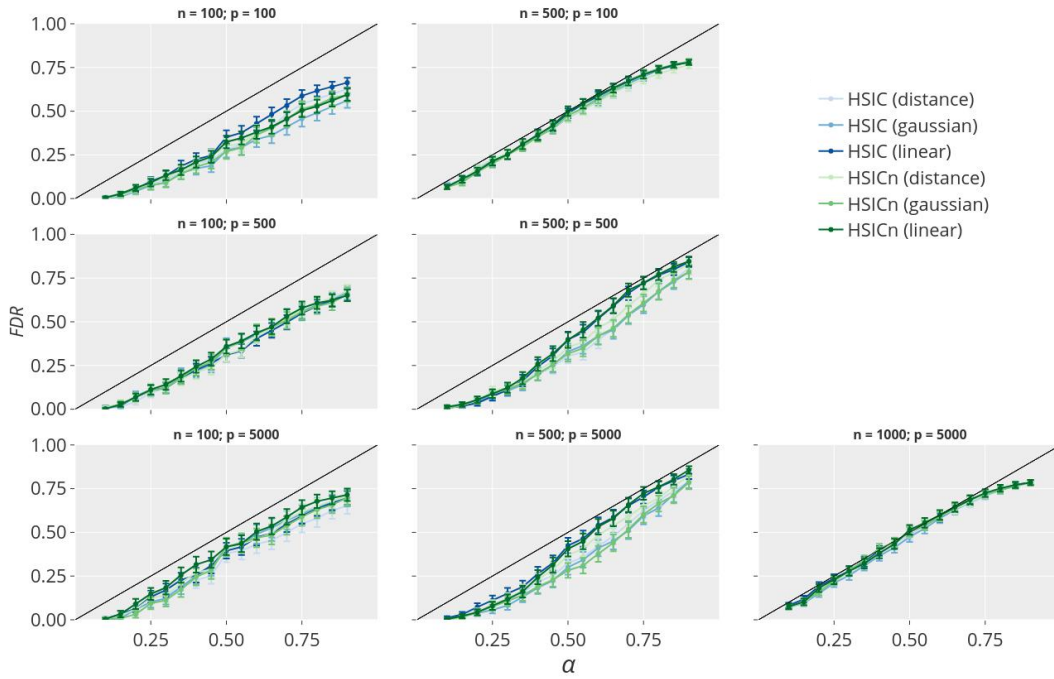 n = 100; p = 100
n = 500; p = 100
1.00
0.75
0.50
0.25
0.00
HSIC (distance)
HSIC (gaussian)
HSIC (linear)
HSICn (distance)
HSICn (gaussian)
HSICn (linear)
n = 100; p = 500
n = 500; p = 500
1.00
0.75
0.50
0.25
0.00
FDR
n = 100; p = 5000
n = 500; p = 5000
n = 1000; p = 5000
1.00
0.75
0.50
0.25
0.00
0.25 0.50 0.75
0.25 0.50 0.75
0.25 0.50 0.75
α